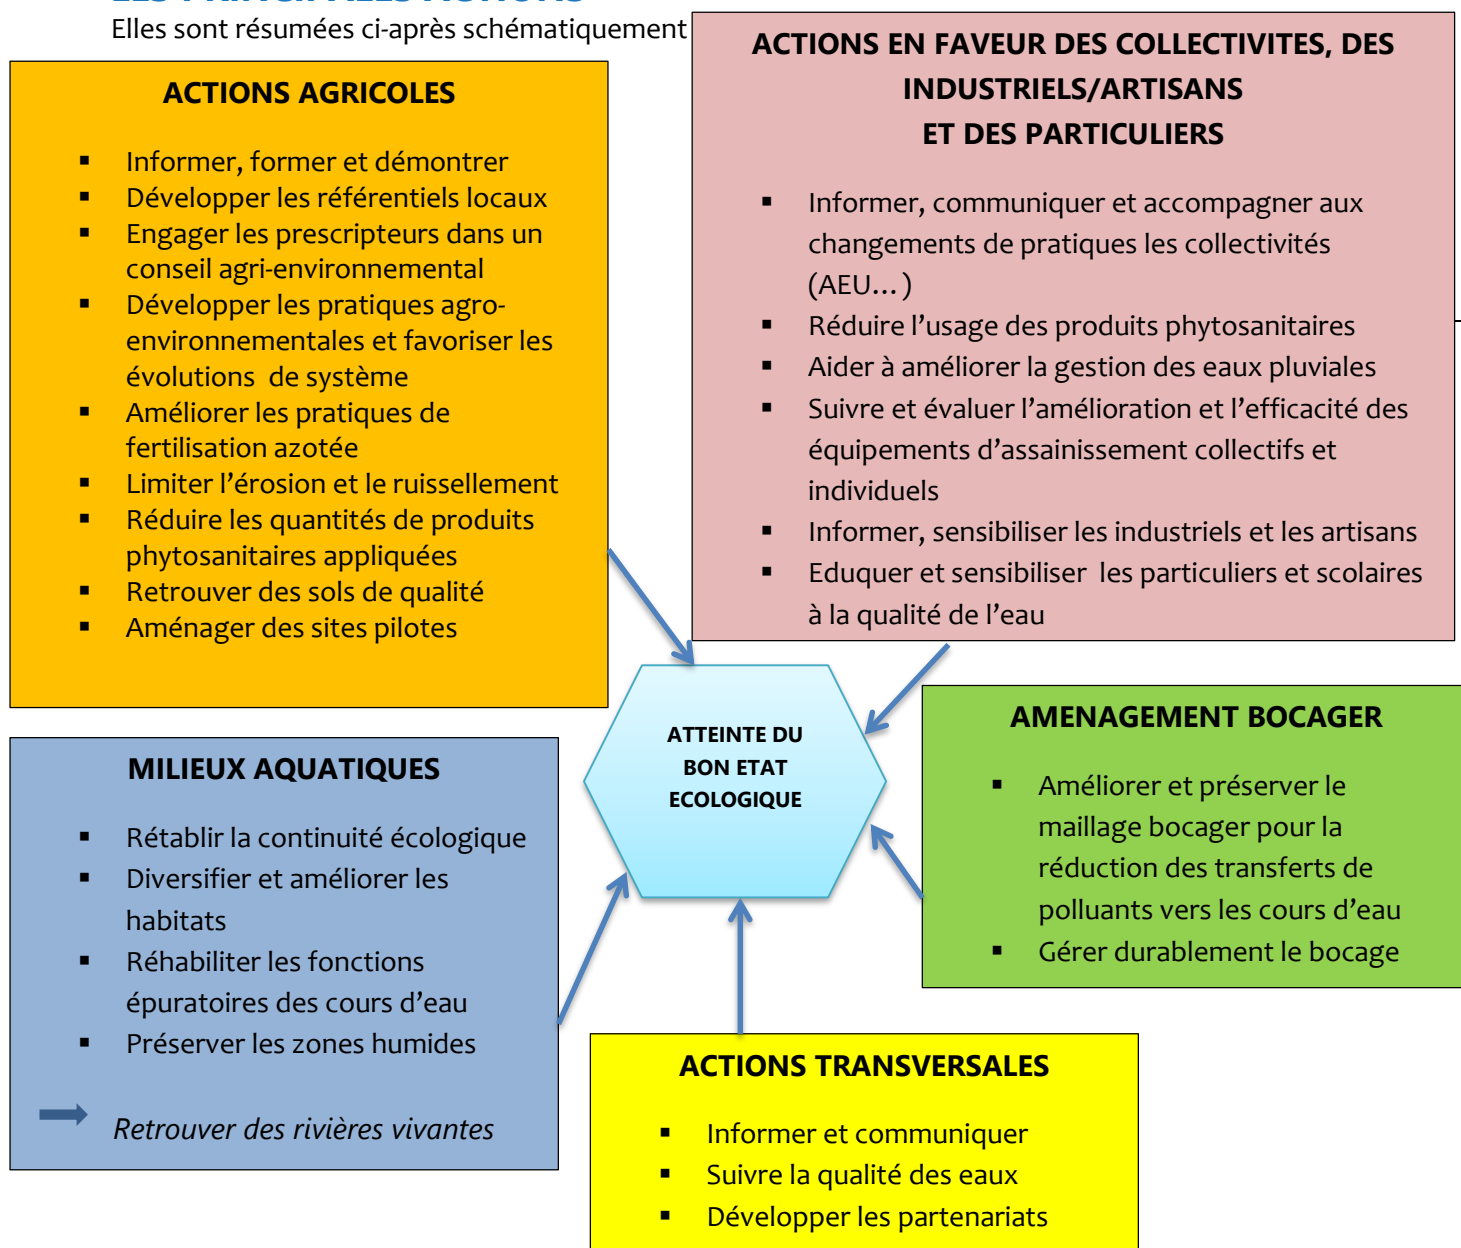 LES PRINCIPALES ACTIONS
Elles sont résumées ci-après schématiquement
ACTIONS AGRICOLES
▪ Informer, former et démontrer
▪ Développer les référentiels locaux
▪ Engager les prescripteurs dans un
conseil agri-environnemental
▪ Développer les pratiques agro-
environnementales et favoriser les
évolutions de système
▪ Améliorer les pratiques de
fertilisation azotée
▪ Limiter l’érosion et le ruissellement
▪ Réduire les quantités de produits
phytosanitaires appliquées
▪ Retrouver des sols de qualité
▪ Aménager des sites pilotes
ACTIONS EN FAVEUR DES COLLECTIVITES, DES
INDUSTRIELS/ARTISANS
ET DES PARTICULIERS
▪ Informer, communiquer et accompagner aux
changements de pratiques les collectivités
(AEU…)
▪ Réduire l’usage des produits phytosanitaires
▪ Aider à améliorer la gestion des eaux pluviales
▪ Suivre et évaluer l’amélioration et l’efficacité des
équipements d’assainissement collectifs et
individuels
▪ Informer, sensibiliser les industriels et les artisans
▪ Eduquer et sensibiliser les particuliers et scolaires
à la qualité de l’eau
ATTEINTE DU
BON ETAT
ECOLOGIQUE
MILIEUX AQUATIQUES
▪ Rétablir la continuité écologique
▪ Diversifier et améliorer les
habitats
▪ Réhabiliter les fonctions
épuratoires des cours d’eau
▪ Préserver les zones humides
Retrouver des rivières vivantes
AMENAGEMENT BOCAGER
▪ Améliorer et préserver le
maillage bocager pour la
réduction des transferts de
polluants vers les cours d’eau
▪ Gérer durablement le bocage
ACTIONS TRANSVERSALES
▪ Informer et communiquer
▪ Suivre la qualité des eaux
▪ Développer les partenariats